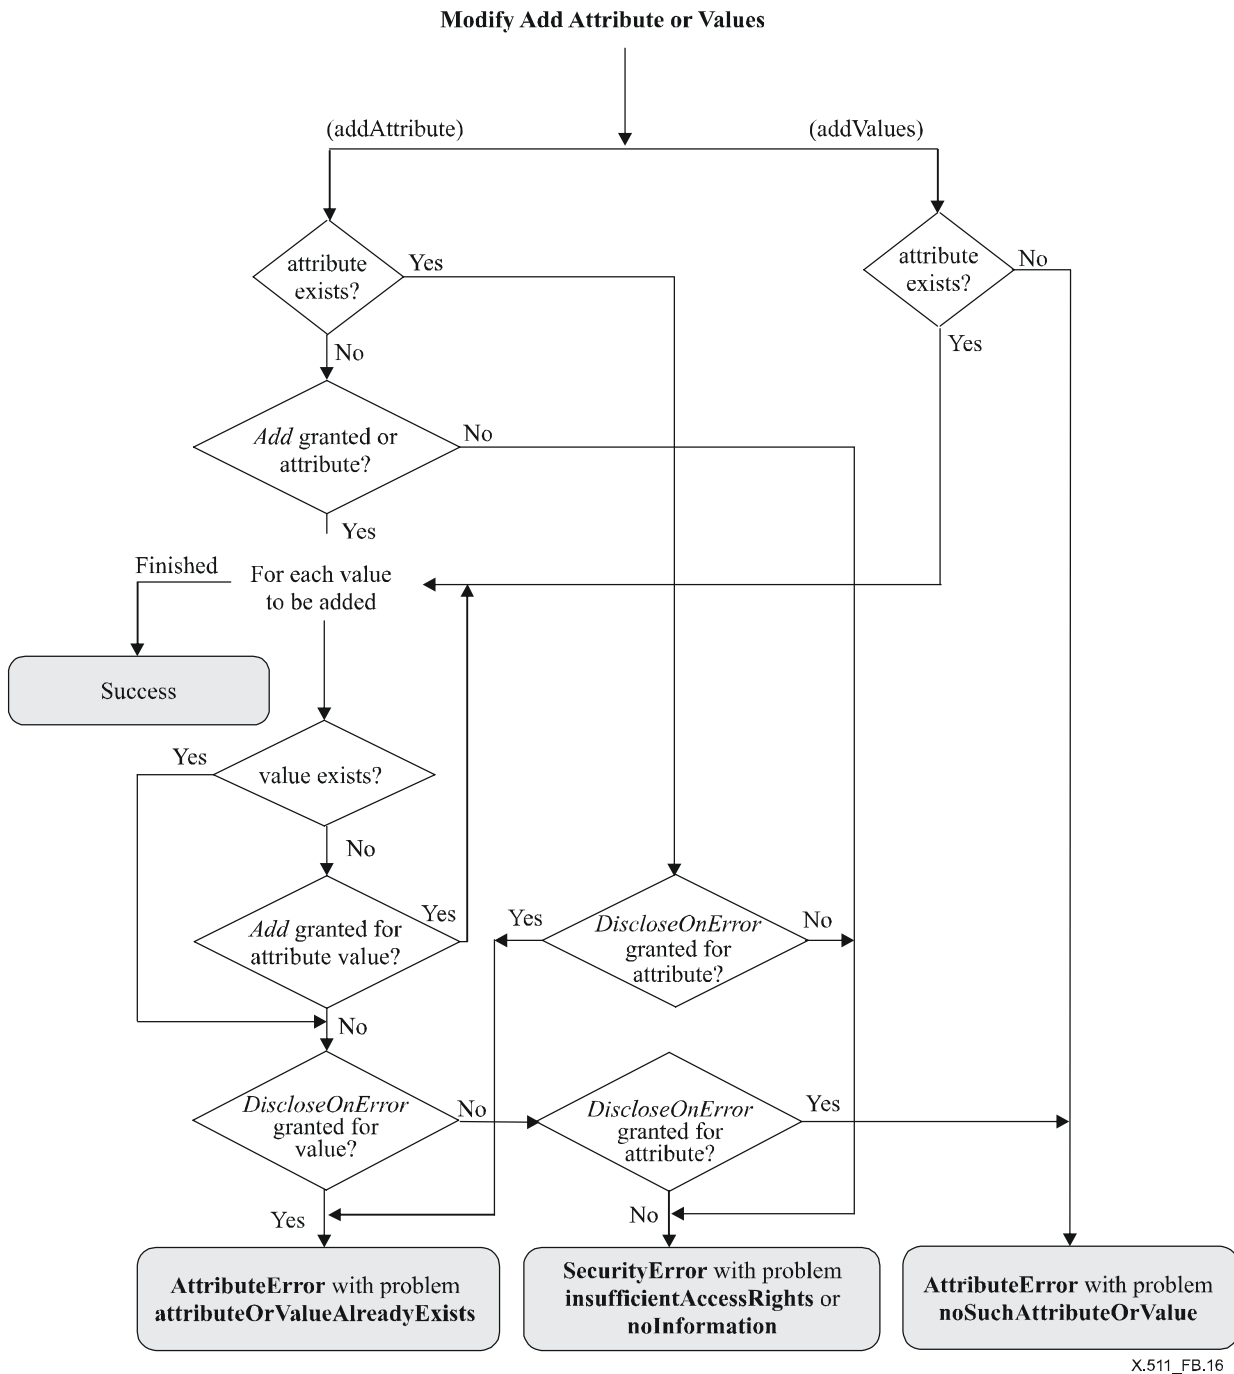 Modify Add Attribute or Values
(addAttribute)
(addValues)
attribute
exists?
Yes
attribute
exists?
No
No
Yes
Add granted or
attribute?
No
Yes
Finished
For each value
to be added
Success
Yes
value exists?
No
Add granted for
attribute value?
Yes
Yes
DiscloseOnError
granted for
attribute?
No
No
DiscloseOnError
granted for
value?
No
DiscloseOnError
granted for
attribute?
Yes
Yes
No
AttributeError with problem
attributeOrValueAlreadyExists
SecurityError with problem
insufficientAccessRights or
noInformation
AttributeError with problem
noSuchAttributeOrValue
X.511_FB.16